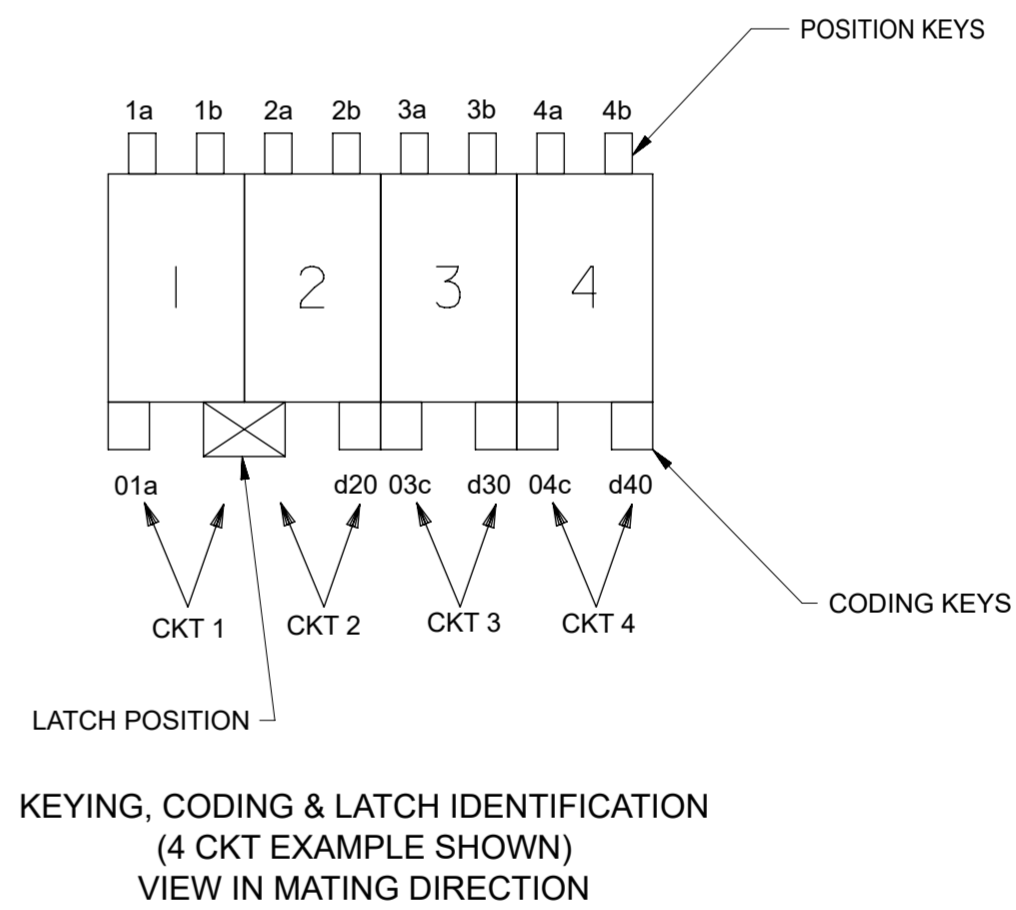 POSITION KEYS
1a 1b 2a 2b 3a 3b 4a 4b
1 2 3 4
01a d20 03c d30 04c d40
CODING KEYS
CKT 1 CKT 2 CKT 3 CKT 4
LATCH POSITION
KEYING, CODING & LATCH IDENTIFICATION
(4 CKT EXAMPLE SHOWN)
VIEW IN MATING DIRECTION